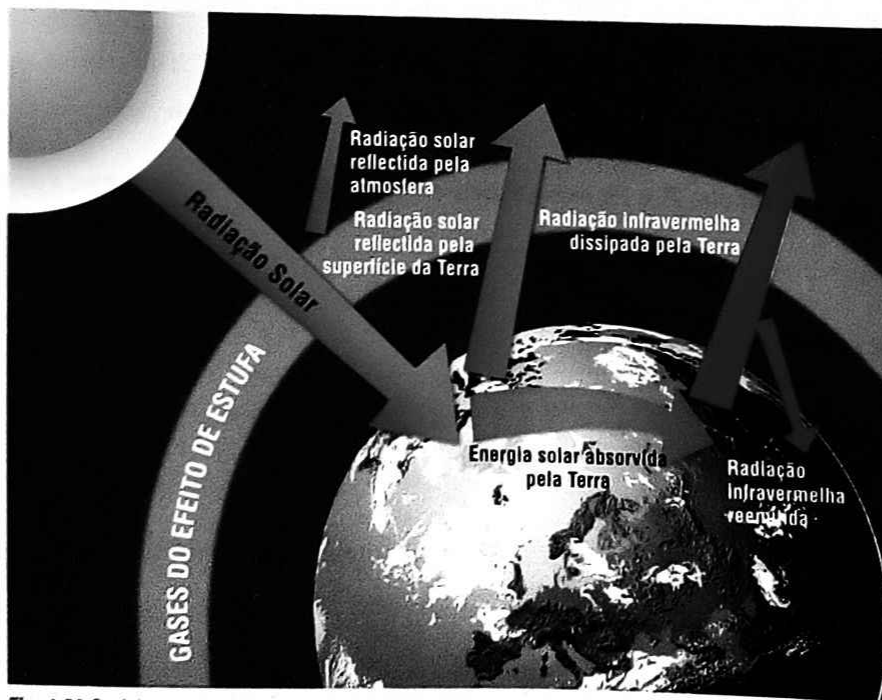 Radiação solar
reflectida pela
atmosfera
Radiação Solar
Radiação solar
reflectida pela
superfície da Terra
Radiação infravermelha
dissipada pela Terra
GASES DO EFEITO DE ESTUFA
Energia solar absorvida
pela Terra
Radiação
infravermelha